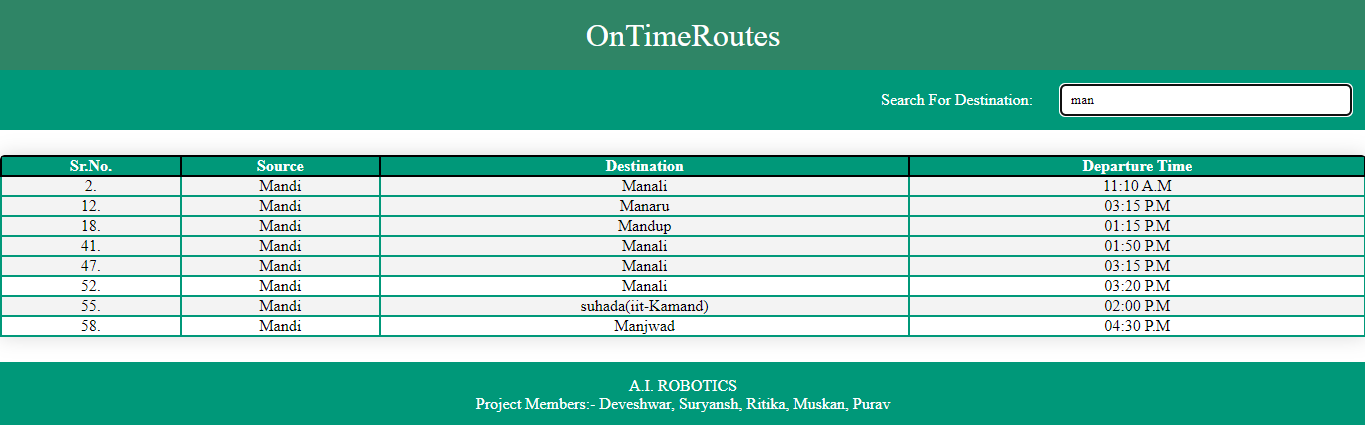 OnTimeRoutes
Search For Destination: man
Sr.No. Source Destination Departure Time
2. Mandi Manali 11:10 A.M
12. Mandi Manaru 03:15 P.M
18. Mandi Mandup 01:15 P.M
41. Mandi Manali 01:50 P.M
47. Mandi Manali 03:15 P.M
52. Mandi Manali 03:20 P.M
55. Mandi suhada(iit-Kamand) 02:00 P.M
58. Mandi Manjwad 04:30 P.M
A.I. ROBOTICS
Project Members:- Deveshwar, Suryansh, Ritika, Muskan, Purav